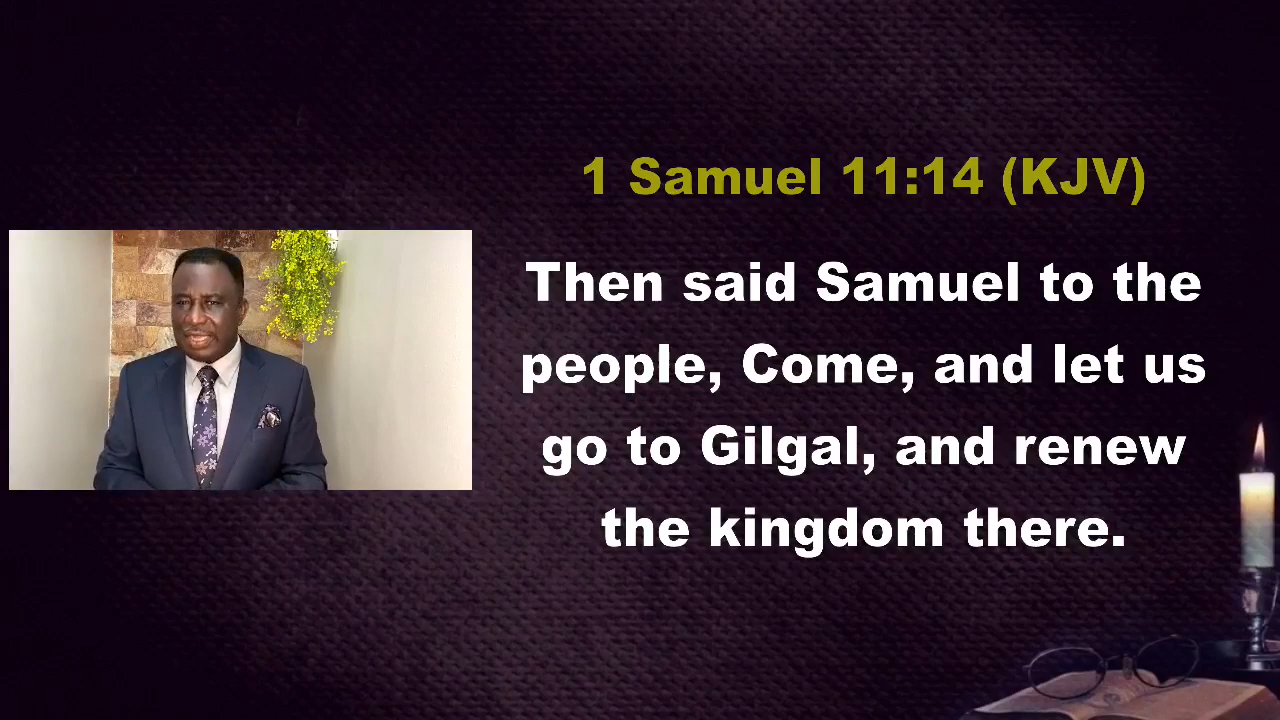 1 Samuel 11:14 (KJV)
Then said Samuel to the
people, Come, and let us
go to Gilgal, and renew
the kingdom there.